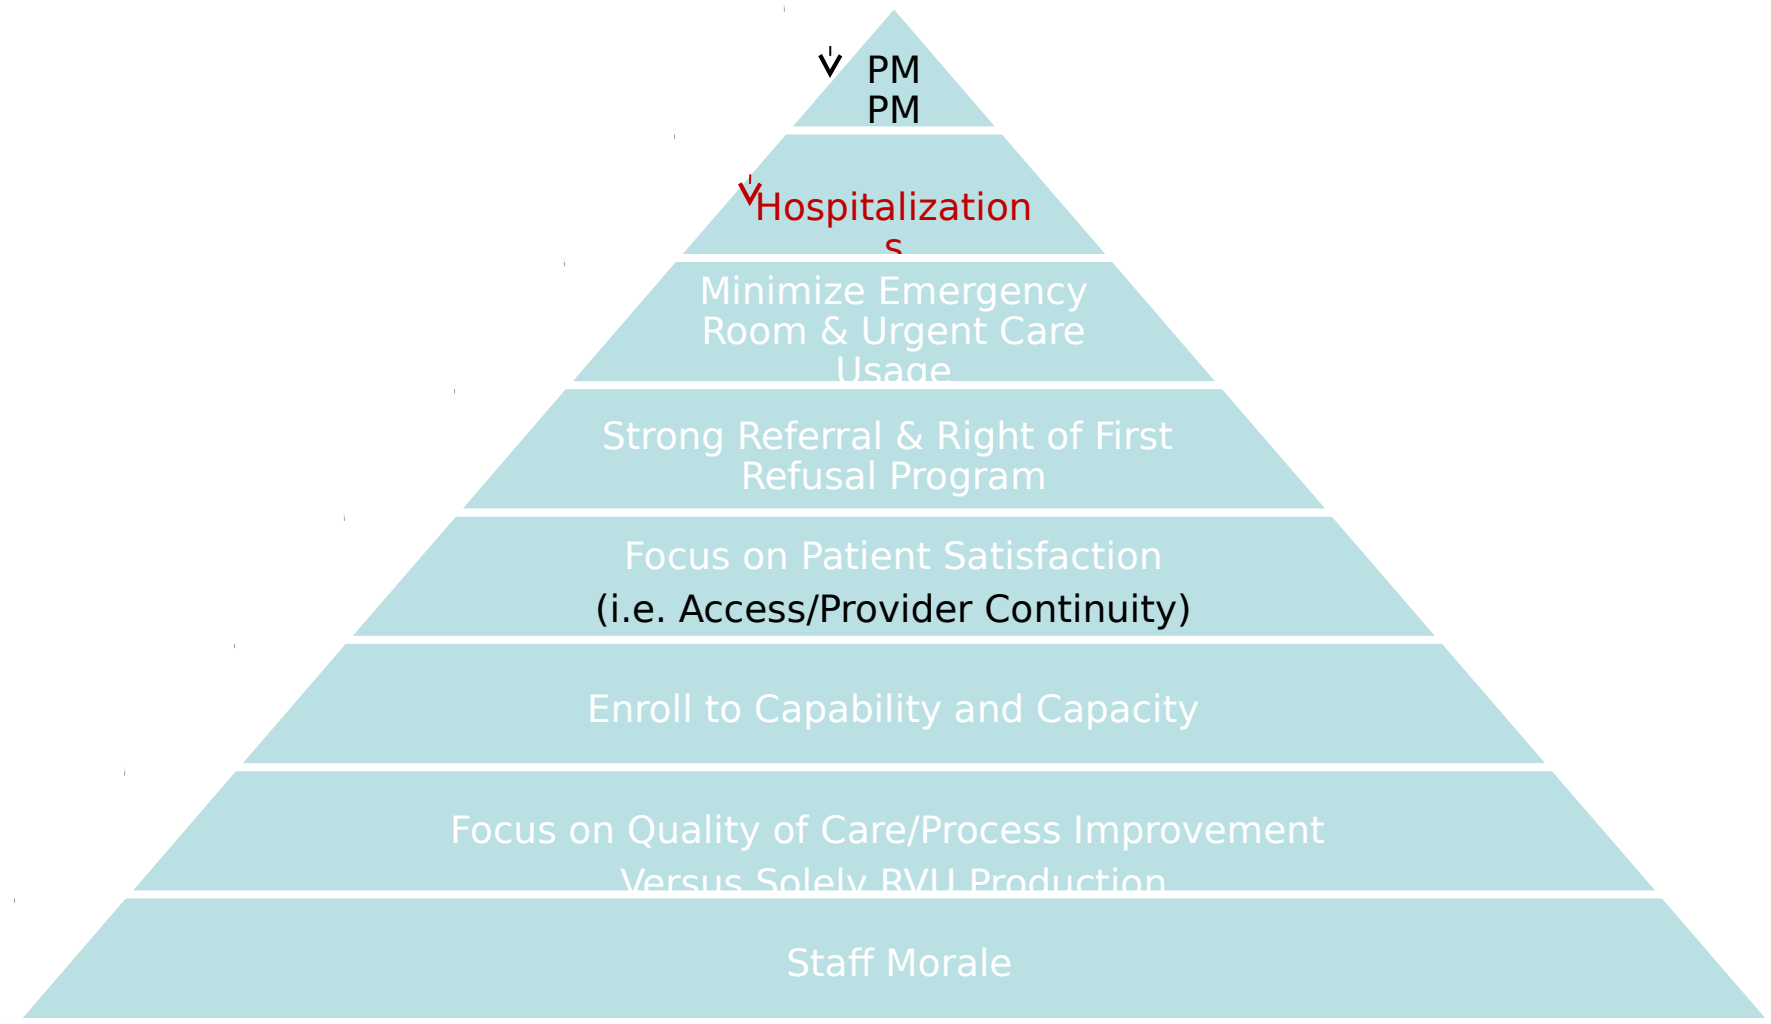 PM
PM
Hospitalization
s
Minimize Emergency
Room & Urgent Care
Usage
Strong Referral & Right of First
Refusal Program
Focus on Patient Satisfaction
(i.e. Access/Provider Continuity)
Enroll to Capability and Capacity
Focus on Quality of Care/Process Improvement
Versus Solely RVU Production
Staff Morale